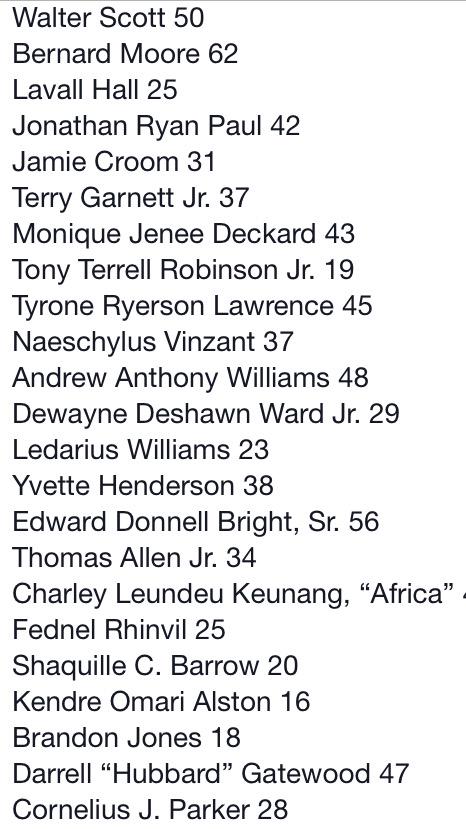 Walter Scott 50
Bernard Moore 62
Lavall Hall 25
Jonathan Ryan Paul 42
Jamie Croom 31
Terry Garnett Jr. 37
Monique Jenee Deckard 43
Tony Terrell Robinson Jr. 19
Tyrone Ryerson Lawrence 45
Naeschylus Vinzant 37
Andrew Anthony Williams 48
Dewayne Deshawn Ward Jr. 29
Ledarius Williams 23
Yvette Henderson 38
Edward Donnell Bright, Sr. 56
Thomas Allen Jr. 34
Charley Leundeu Keunang, “Africa”
Fednel Rhinvil 25
Shaquille C. Barrow 20
Kendre Omari Alston 16
Brandon Jones 18
Darrell “Hubbard” Gatewood 47
Cornelius J. Parker 28